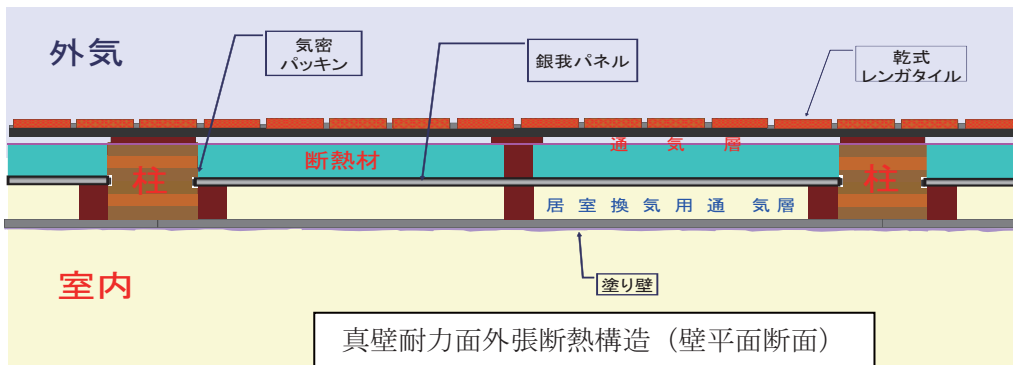 外気
気密
パッキン
銀我パネル
乾式
レンガタイル
通気層
断熱材
柱
柱
居室換気用通気層
塗り壁
室内
真壁耐力面外張断熱構造（壁平面断面）